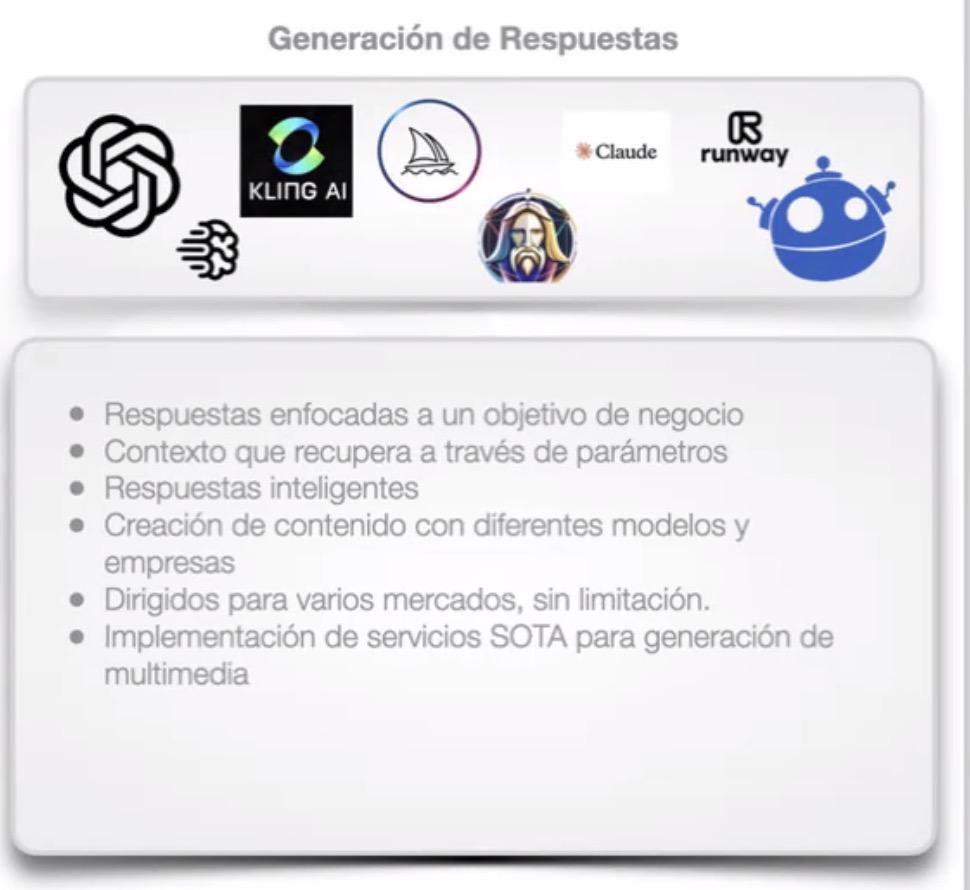 Generación de Respuestas
KLING AI
Claude
runway
• Respuestas enfocadas a un objetivo de negocio
• Contexto que recupera a través de parámetros
• Respuestas inteligentes
• Creación de contenido con diferentes modelos y
empresas
• Dirigidos para varios mercados, sin limitación.
• Implementación de servicios SOTA para generación de
multimedia